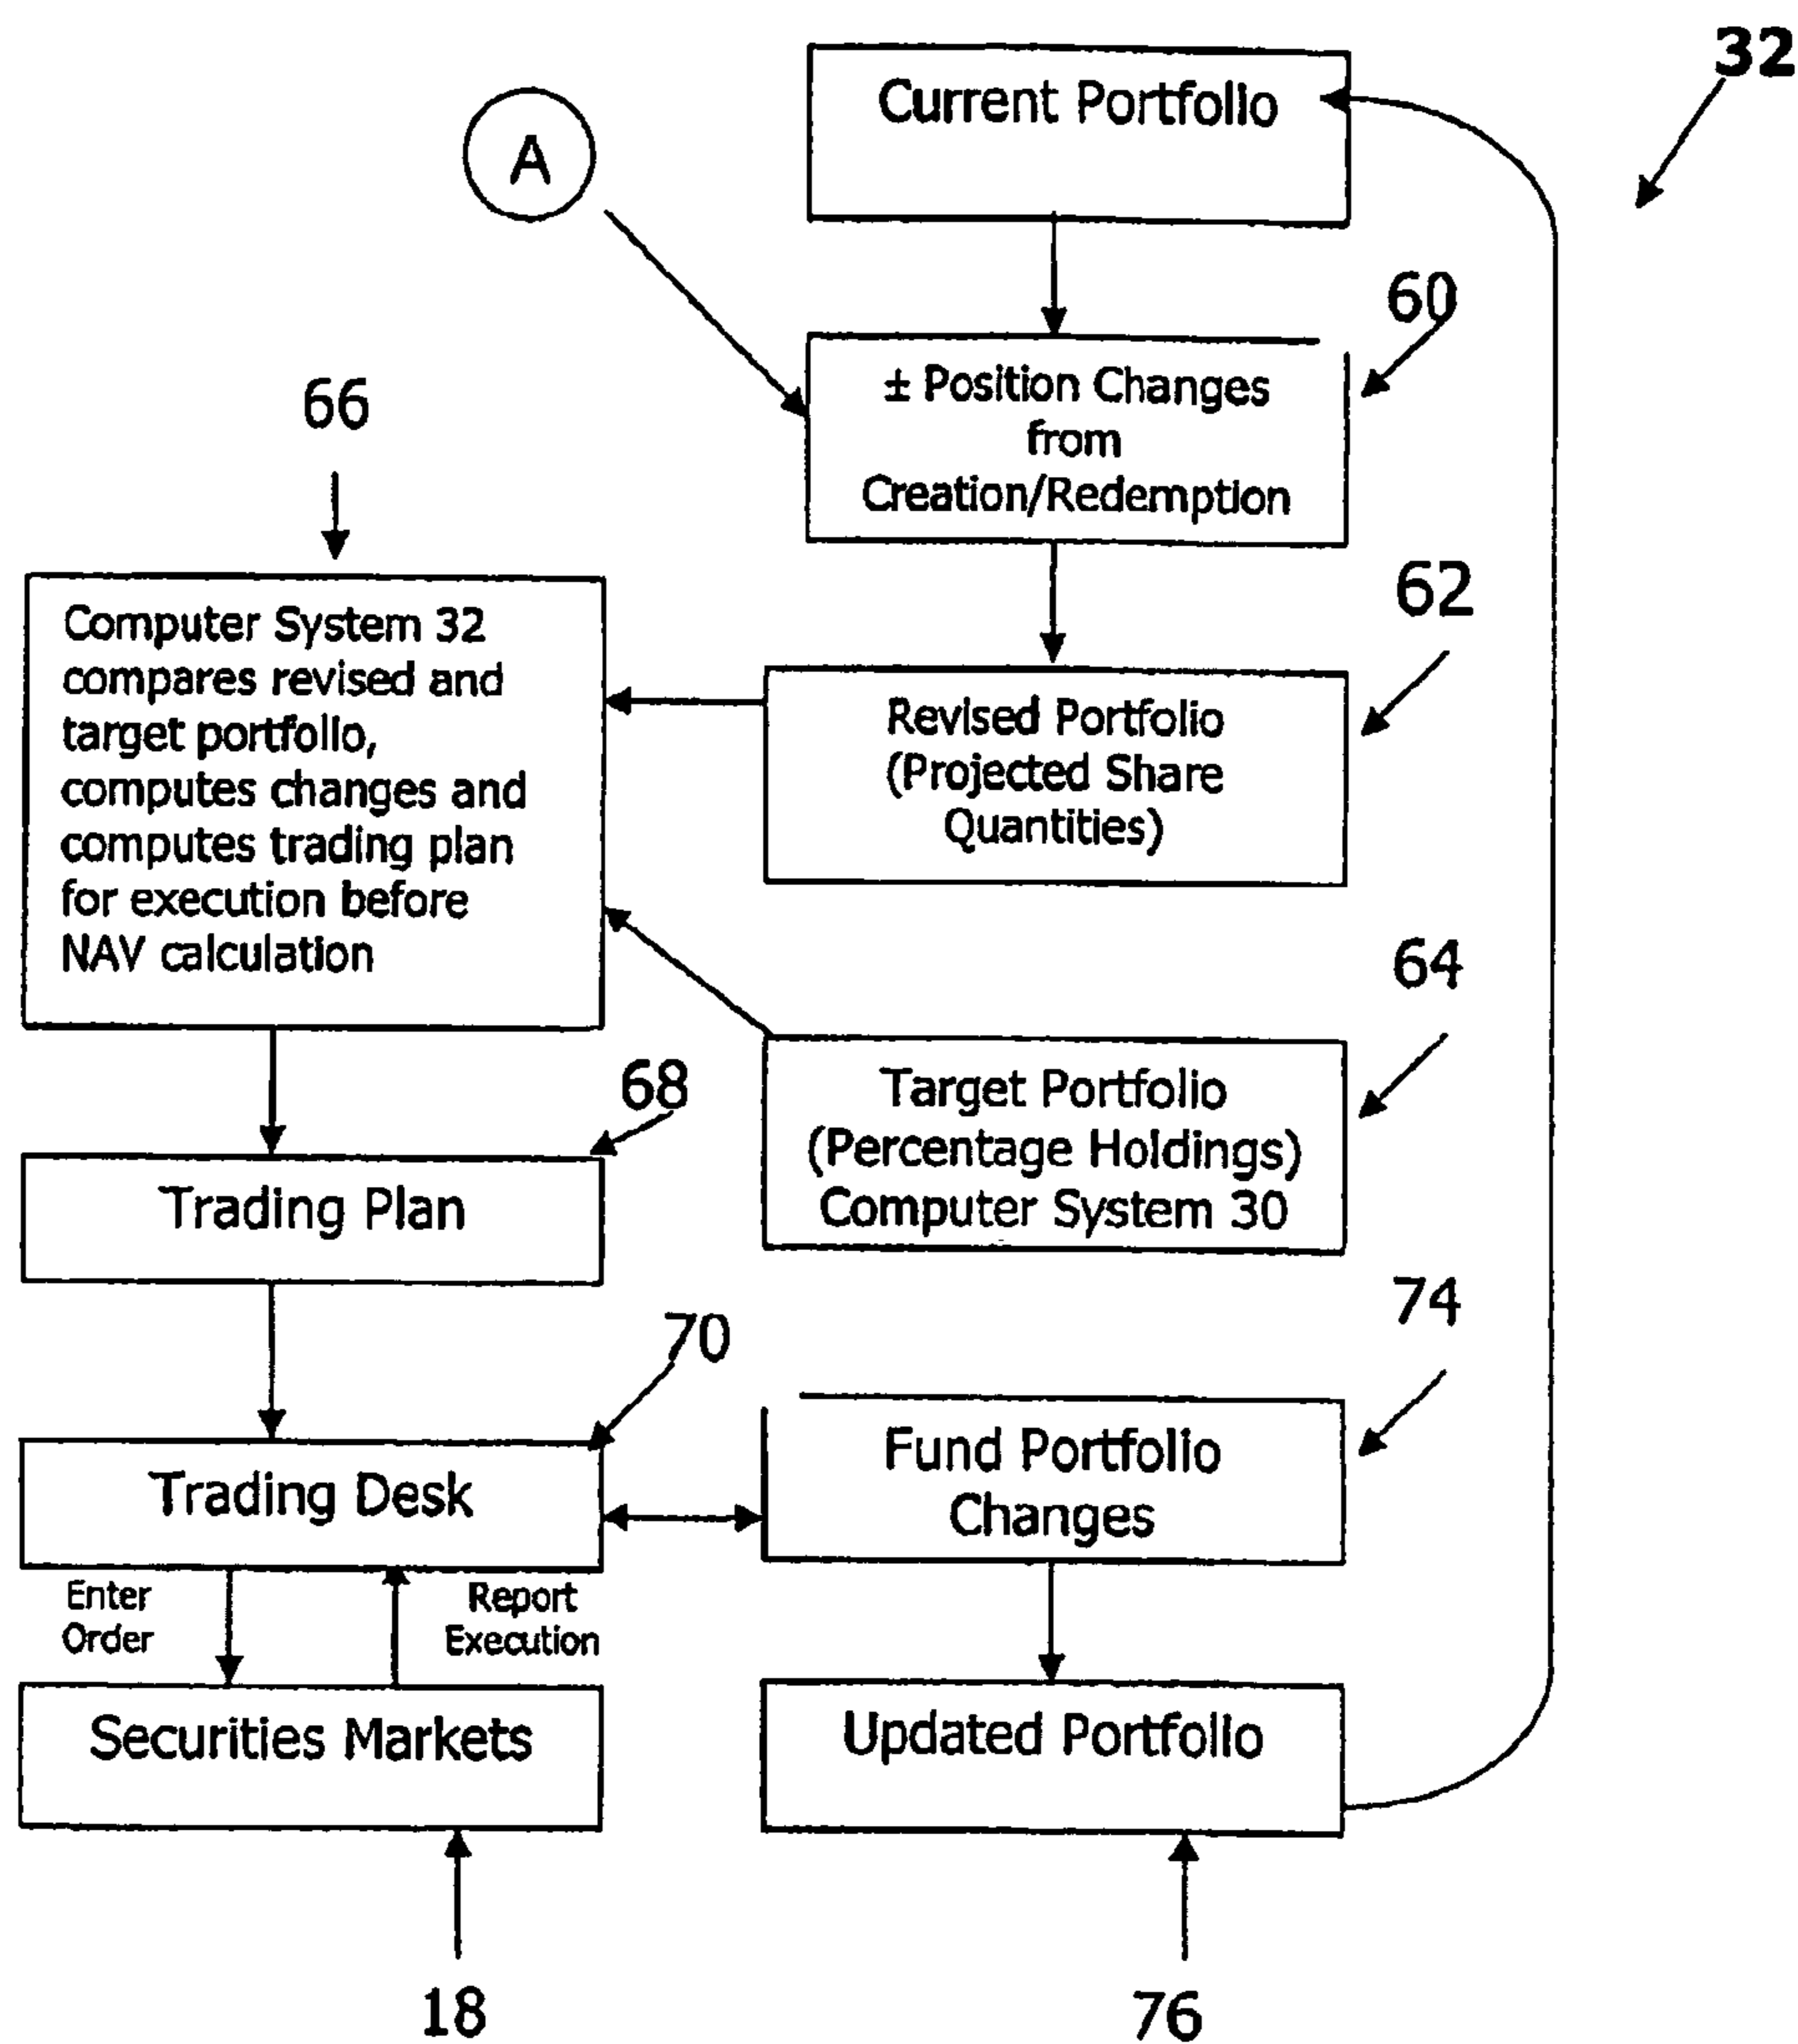 32
Current Portfolio
A
60
± Position Changes
from
Creation/Redemption
66
62
Computer System 32
compares revised and
target portfolio,
computes changes and
computes trading plan
for execution before
NAV calculation
Revised Portfolio
(Projected Share
Quantities)
64
Target Portfolio
(Percentage Holdings)
Computer System 30
68
Trading Plan
74
70
Trading Desk
Fund Portfolio
Changes
Enter
Order
Report
Execution
Securities Markets
Updated Portfolio
18
76